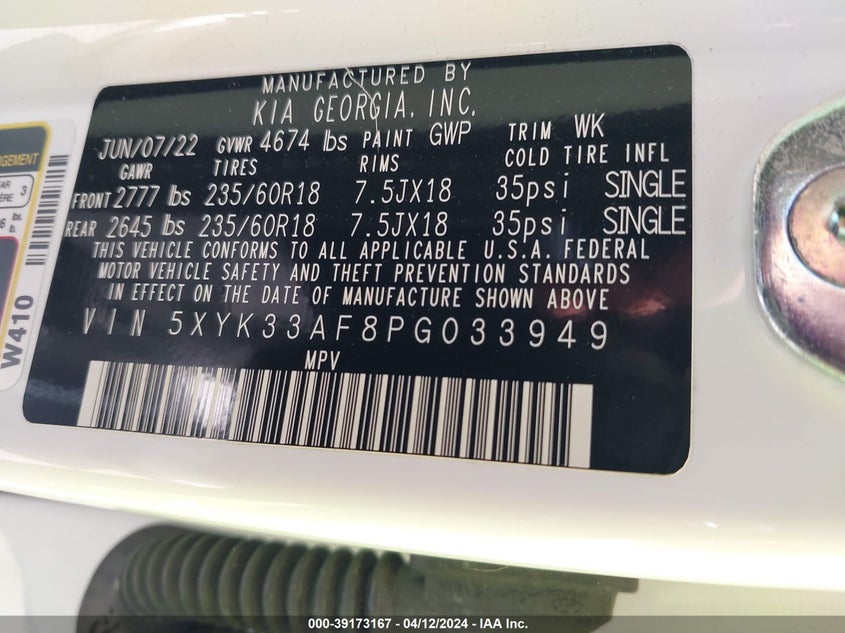 MANUFACTURED BY
KIA GEORGIA, INC.
JUN/07/22 GVWR 4674 lbs PAINT GWP TRIM WK
GAWR TIRES RIMS COLD TIRE INFL
FRONT 2777 lbs 235/60R18 7.5JX18 35psi SINGLE
REAR 2645 lbs 235/60R18 7.5JX18 35psi SINGLE
THIS VEHICLE CONFORMS TO ALL APPLICABLE U.S.A. FEDERAL
MOTOR VEHICLE SAFETY AND THEFT PREVENTION STANDARDS
IN EFFECT ON THE DATE OF MANUFACTURE SHOWN ABOVE
VIN 5XYK33AF8PG033949
MPV
3
lbs.
lb.
W410
000-39173167 - 04/12/2024 - IAA Inc.